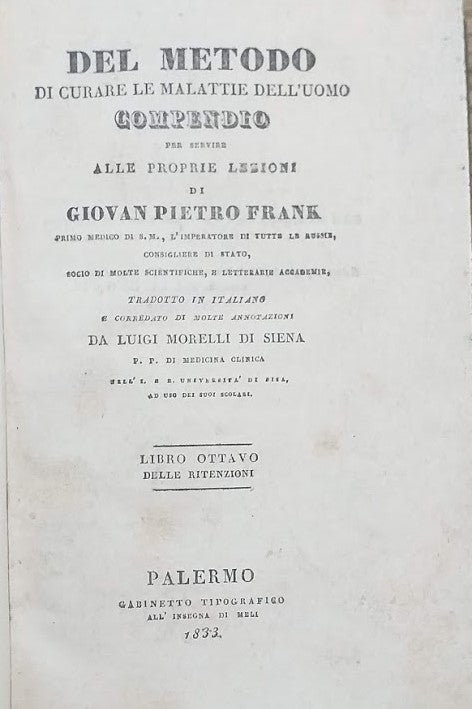 DEL METODO
DI CURARE LE MALATTIE DELL'UOMO
COMPENDIO
PER SERVIRE
ALLE PROPRIE LEZIONI
DI
GIOVAN PIETRO FRANK
PRIMO MEDICO DI S. M., L'IMPERATORE DI TUTTE LE RUSSIE,
CONSIGLIERE DI STATO,
SOCIO DI MOLTE SCIENTIFICHE, E LETTERARIE ACCADEMIE,
TRADOTTO IN ITALIANO
E CORREDATO DI MOLTE ANNOTAZIONI
DA LUIGI MORELLI DI SIENA
P. P. DI MEDICINA CLINICA
NELL' I. E R. UNIVERSITA' DI PISA,
AD USO DEI SUOI SCOLARI.
LIBRO OTTAVO
DELLE RITENZIONI
PALERMO
GABINETTO TIPOGRAFICO
ALL' INSEGNA DI MELI
1833.